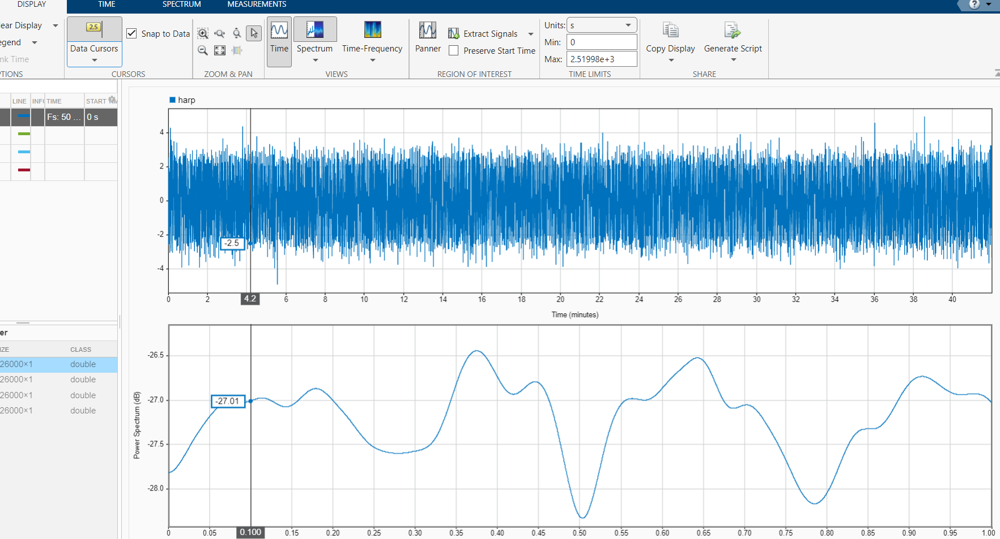 DISPLAY TIME SPECTRUM MEASUREMENTS
ear Display
egend
nk Time
TIONS
2.5
Data Cursors
Snap to Data
CURSORS
ZOOM & PAN
Time
Spectrum
Time-Frequency
VIEWS
Panner
Extract Signals
Preserve Start Time
REGION OF INTEREST
Units: s
Min: 0
Max: 2.51998e+3
TIME LIMITS
Copy Display
Generate Script
SHARE
?
LINE INF TIME START
Fs: 50 ... 0 s
er
IZE CLASS
26000×1 double
26000×1 double
26000×1 double
26000×1 double
harp
4
2
0
-2
-2.5
-4
0 2 4.2 6 8 10 12 14 16 18 20 22 24 26 28 30 32 34 36 38 40
Time (minutes)
Power Spectrum (dB)
-26.5
-27.0
-27.01
-27.5
-28.0
0 0.05 0.100 0.15 0.20 0.25 0.30 0.35 0.40 0.45 0.50 0.55 0.60 0.65 0.70 0.75 0.80 0.85 0.90 0.95 1.00